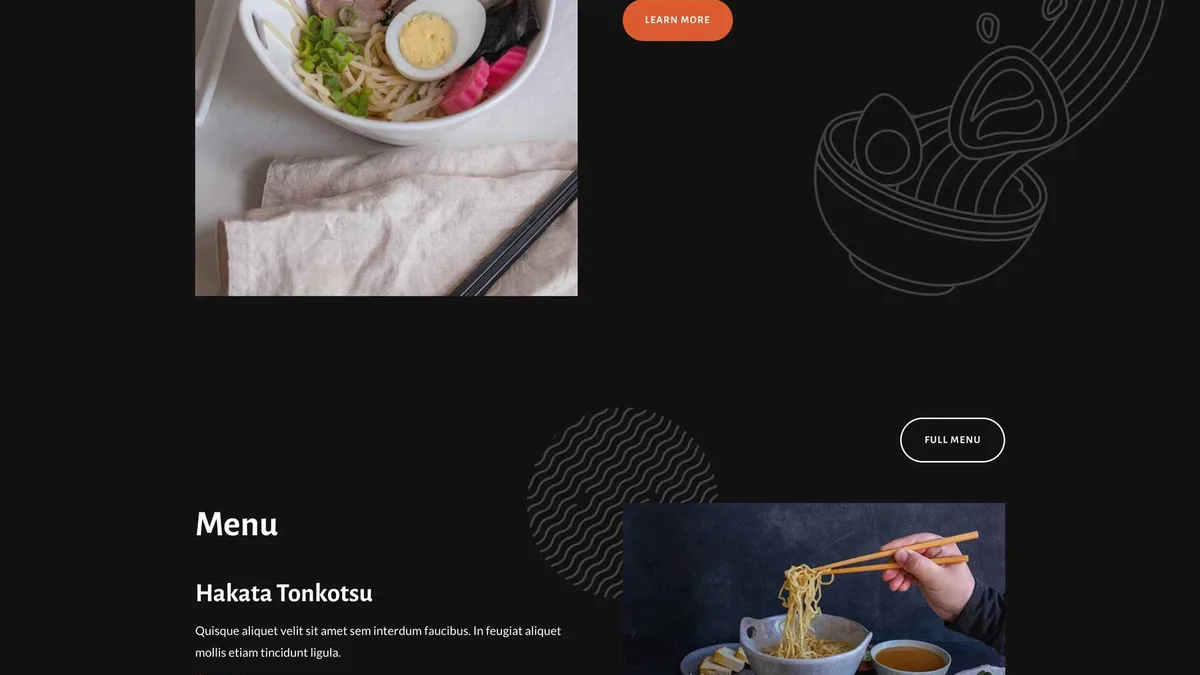 LEARN MORE
FULL MENU
Menu
Hakata Tonkotsu
Quisque aliquet velit sit amet sem interdum faucibus. In feugiat aliquet
mollis etiam tincidunt ligula.